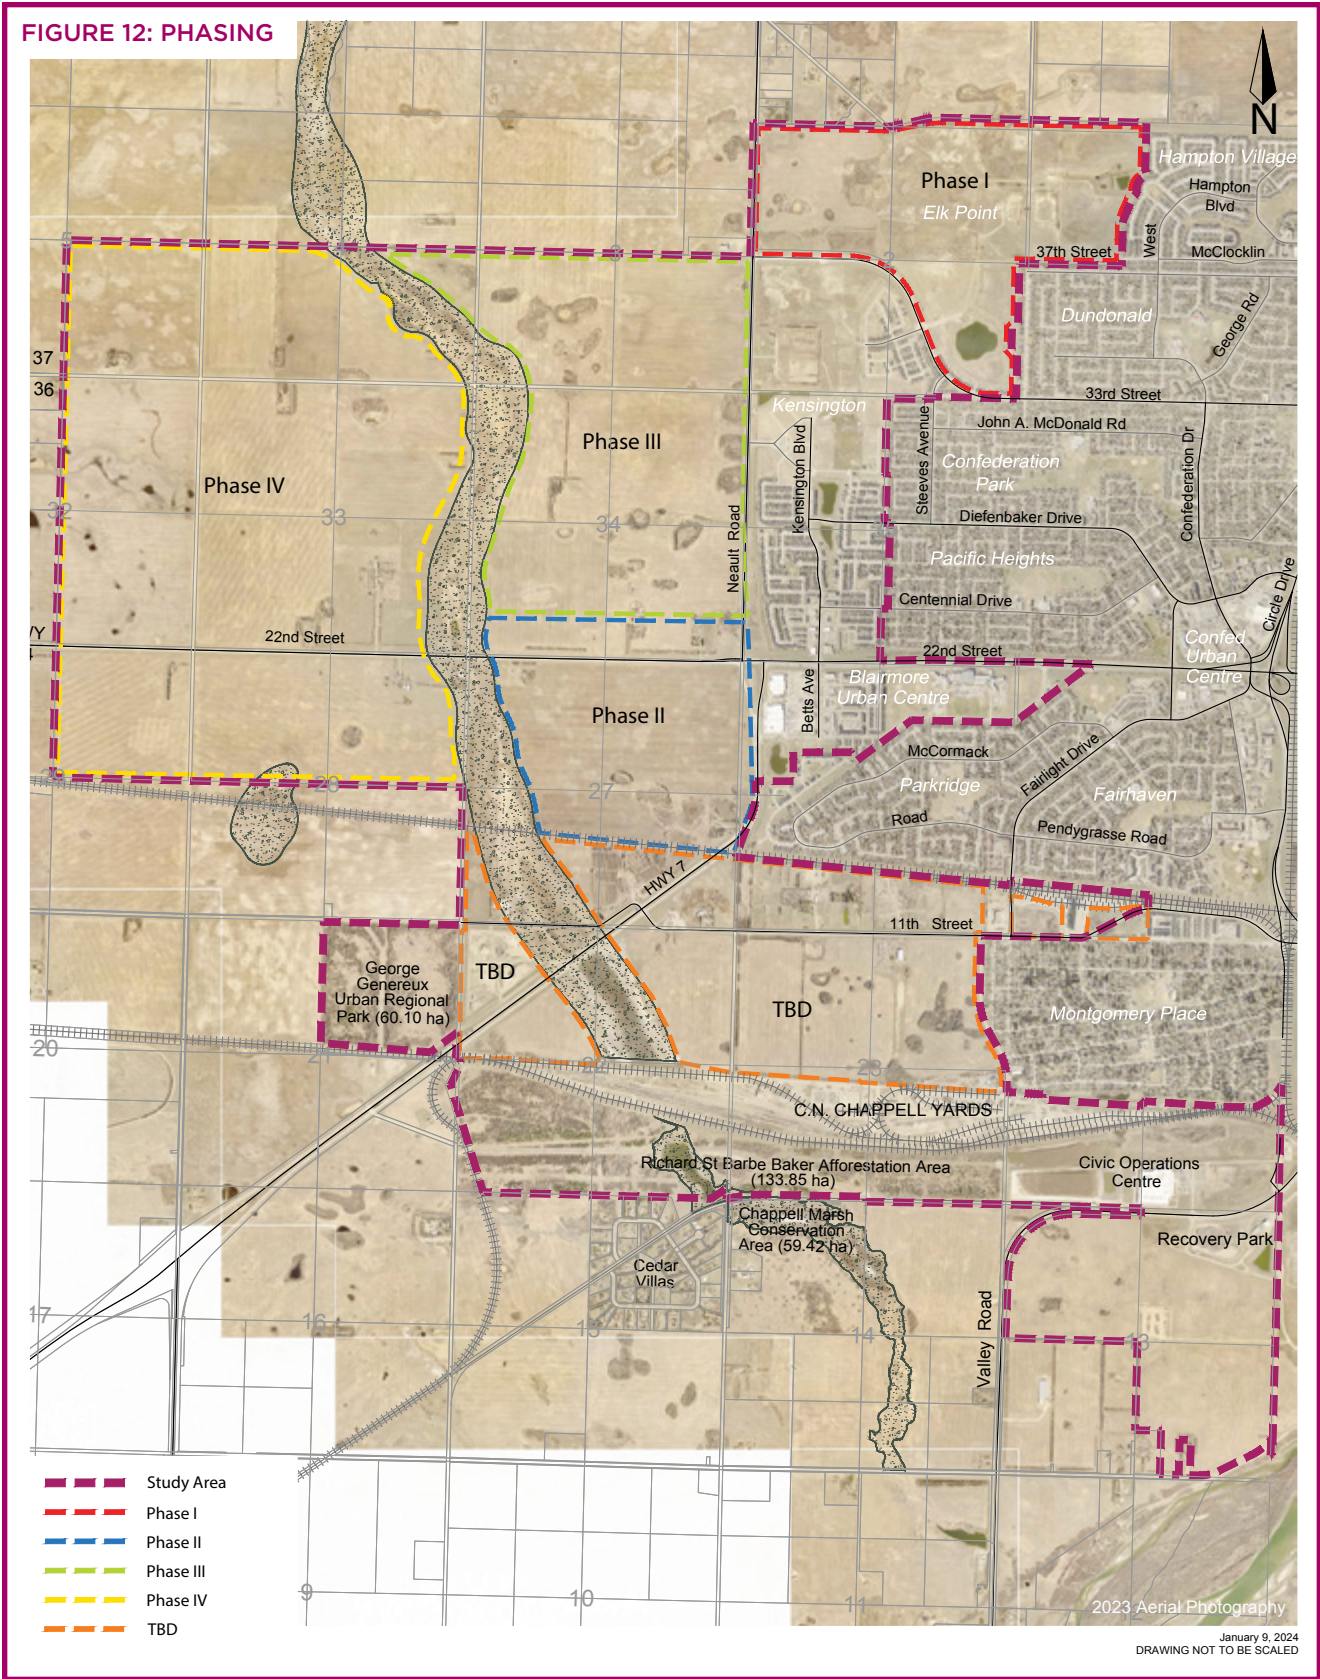 FIGURE 12: PHASING
N
Hampton Village
Hampton
Blvd
Phase I
Elk Point
West
37th Street
McClocklin
Dundonald
George Rd
33rd Street
37
36
Kensington
Kensington Blvd
Steeves Avenue
John A. McDonald Rd
Confederation
Park
Confederation Dr
Phase III
Phase IV
32
33
34
Neault Road
Diefenbaker Drive
Pacific Heights
Centennial Drive
Circle Drive
22nd Street
22nd Street
Confed
Urban
Centre
Blairmore
Urban Centre
Betts Ave
Phase II
McCormack
Fairlight Drive
Parkridge
Fairhaven
Road
Pendygrasse Road
28
27
HWY 7
11th Street
George
Genereux
Urban Regional
Park (60.10 ha)
TBD
TBD
Montgomery Place
20
22
23
C.N. CHAPPELL YARDS
Richard St Barbe Baker Afforestation Area
(133.85 ha)
Civic Operations
Centre
Chappell Marsh
Conservation
Area (59.42 ha)
Recovery Park
Cedar
Villas
Valley Road
17
16
15
14
13
Study Area
Phase I
Phase II
Phase III
Phase IV
TBD
9
10
11
2023 Aerial Photography
January 9, 2024
DRAWING NOT TO BE SCALED